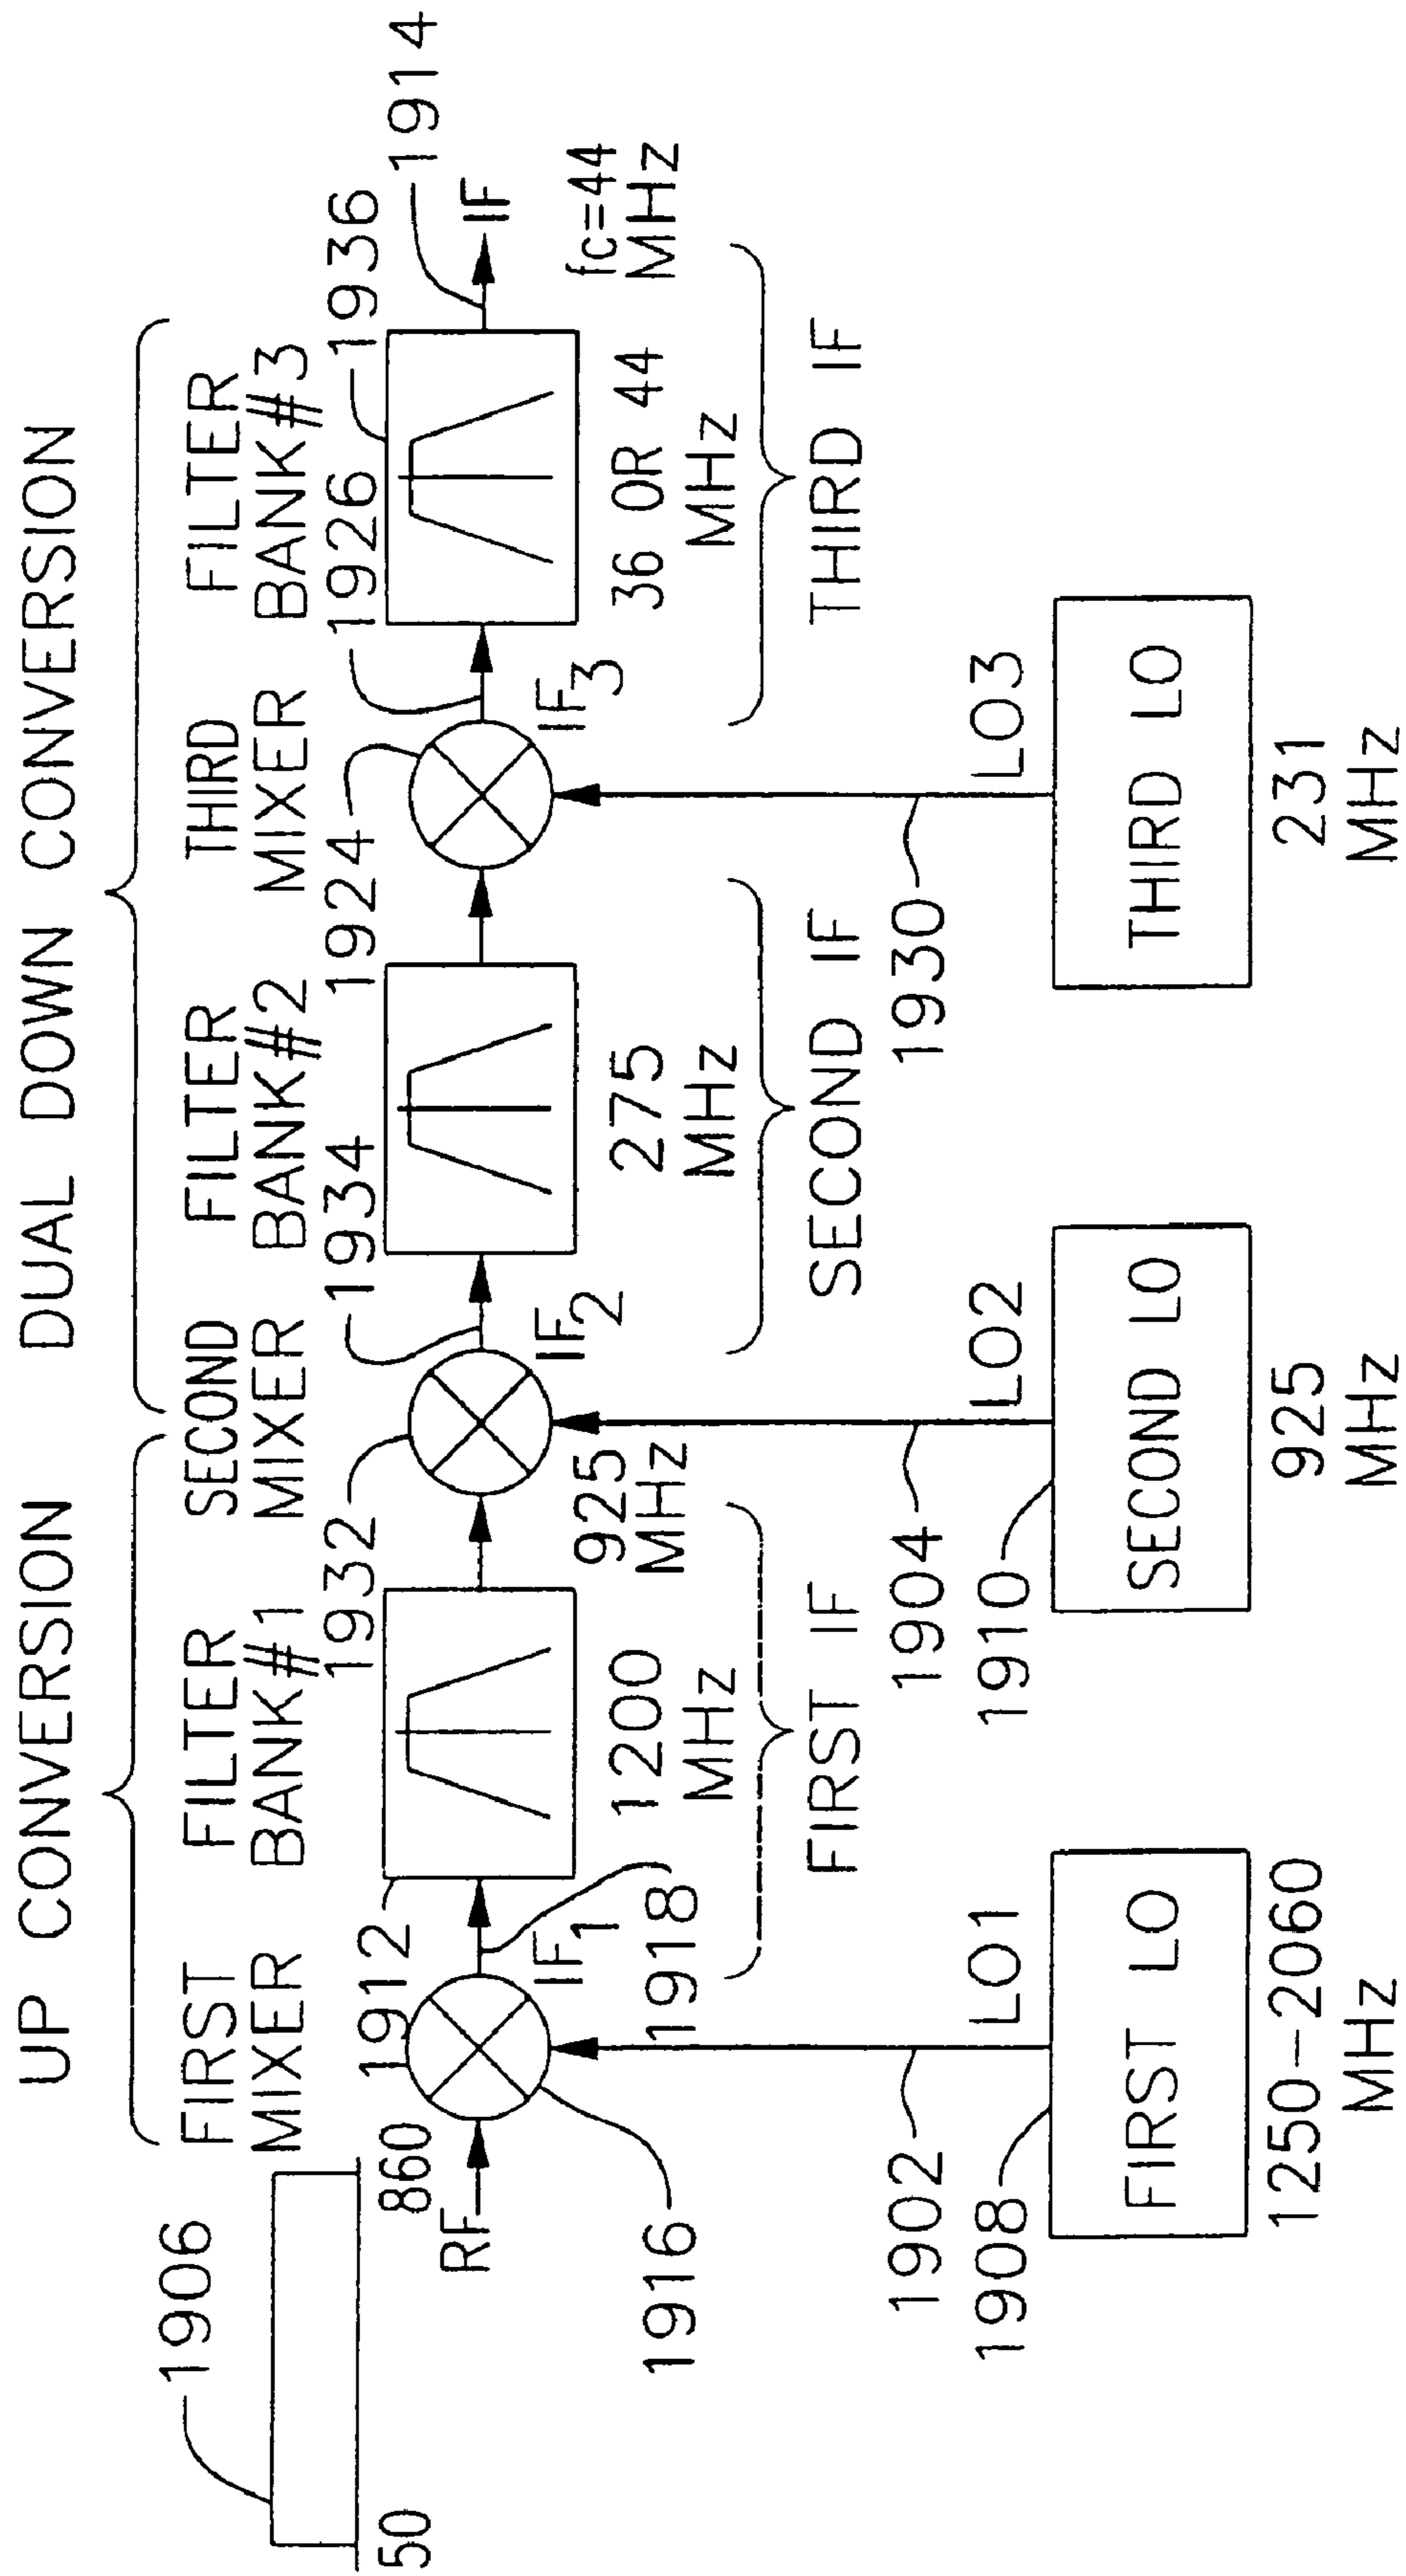 UP CONVERSION
DUAL DOWN CONVERSION
1906
50
860
RF
FIRST
MIXER
1916
1912
FILTER
BANK#1
IF1
1918
1200
MHz
FIRST IF
1932
SECOND
MIXER
925
MHz
IF2
1934
FILTER
BANK#2
275
MHz
SECOND IF
1924
THIRD
MIXER
IF3
1926
FILTER
BANK#3
1936
36 OR 44
MHz
THIRD IF
IF
1914
fc=44
MHz
1902
LO1
1908
FIRST LO
1250-2060
MHz
1904
LO2
1910
SECOND LO
925
MHz
1930
LO3
THIRD LO
231
MHz